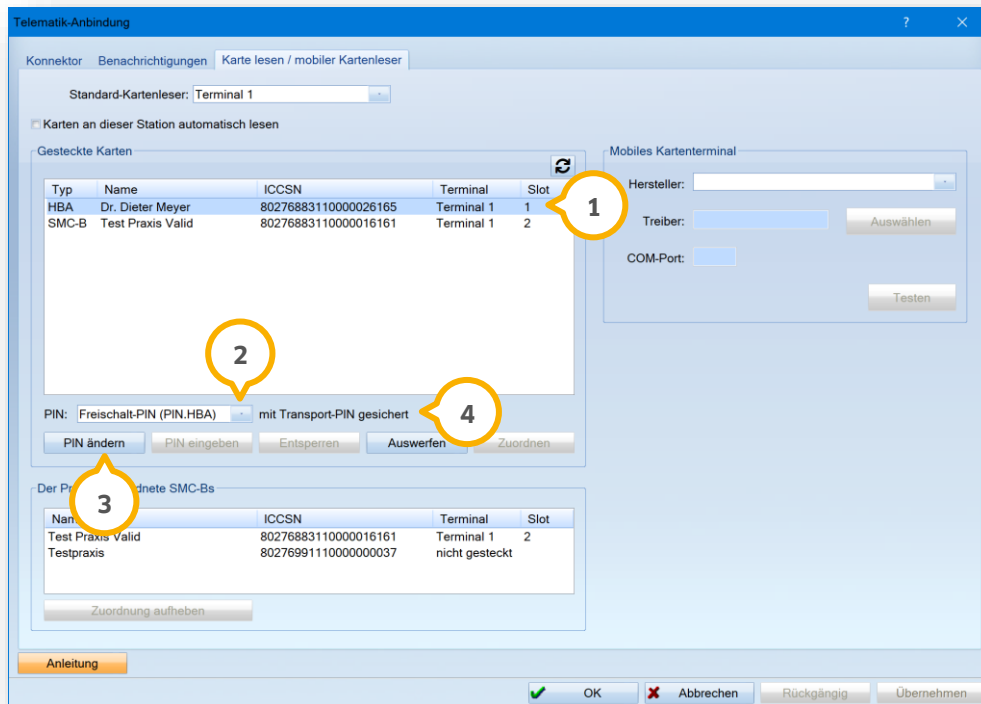 Telematik-Anbindung ? ×
Konnektor Benachrichtigungen Karte lesen / mobiler Kartenleser
Standard-Kartenleser: Terminal 1
Karten an dieser Station automatisch lesen
Gesteckte Karten
Typ Name ICCSN Terminal Slot
HBA Dr. Dieter Meyer 80276883110000026165 Terminal 1 1
SMC-B Test Praxis Valid 80276883110000016161 Terminal 1 2
1
2
PIN: Freischalt-PIN (PIN.HBA) mit Transport-PIN gesichert
4
PIN ändern PIN eingeben Entsperren Auswerfen Zuordnen
3
Mobiles Kartenterminal
Hersteller:
Treiber: Auswählen
COM-Port:
Testen
Der Pr dnete SMC-Bs
Nam ICCSN Terminal Slot
Test Praxis Valid 80276883110000016161 Terminal 1 2
Testpraxis 80276991110000000037 nicht gesteckt
Zuordnung aufheben
Anleitung
OK Abbrechen Rückgängig Übernehmen